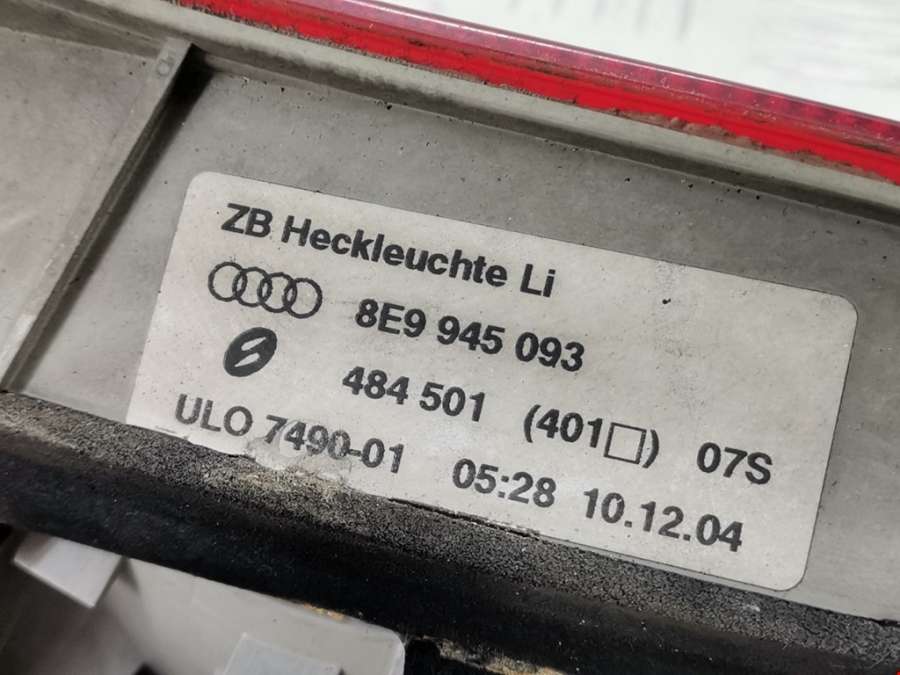 ZB Heckleuchte Li
8E9 945 093
484 501 (401□) 07S
ULO 7490-01 05:28 10.12.04